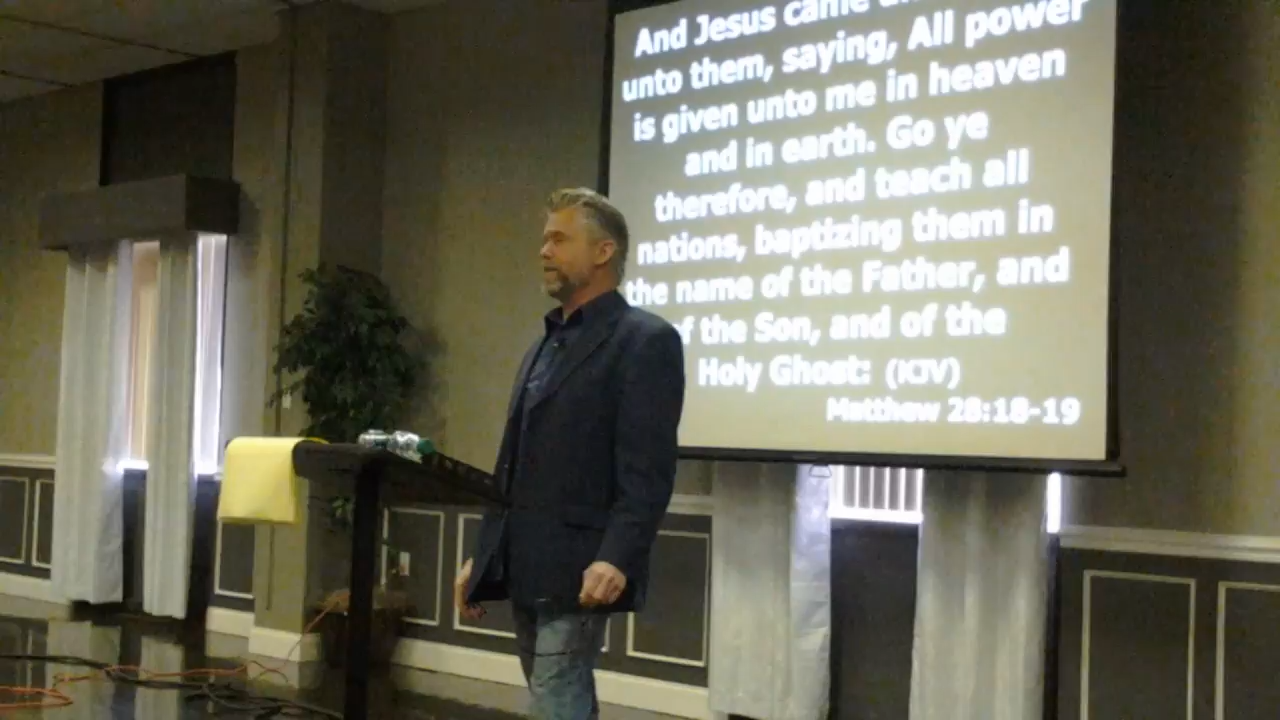 And Jesus came
unto them, saying, All power
is given unto me in heaven
and in earth. Go ye
therefore, and teach all
nations, baptizing them in
the name of the Father, and
of the Son, and of the
Holy Ghost: (KJV)
Matthew 28:18-19